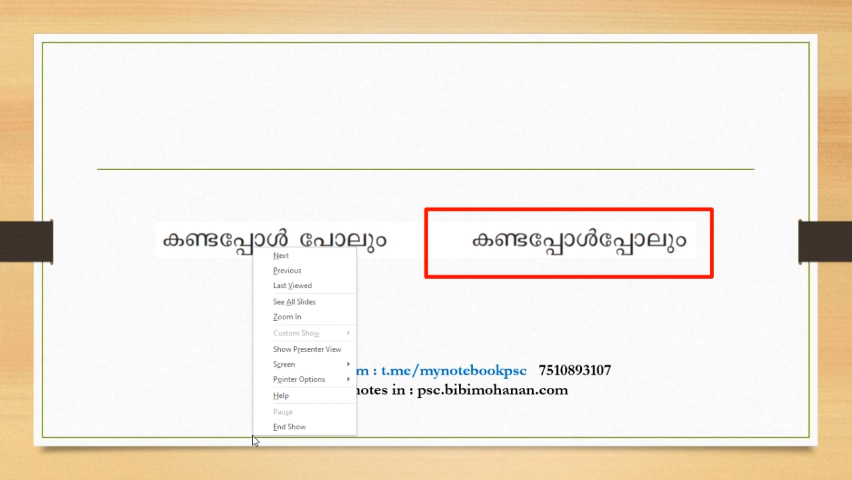 കണ്ടപ്പോൾ പോലും കണ്ടപ്പോൾപ്പോലും
Next
Previous
Last Viewed
See All Slides
Zoom In
Custom Show
Show Presenter View
Screen
Pointer Options
Help
Pause
End Show
m : t.me/mynotebookpsc 7510893107
notes in : psc.bibimohanan.com